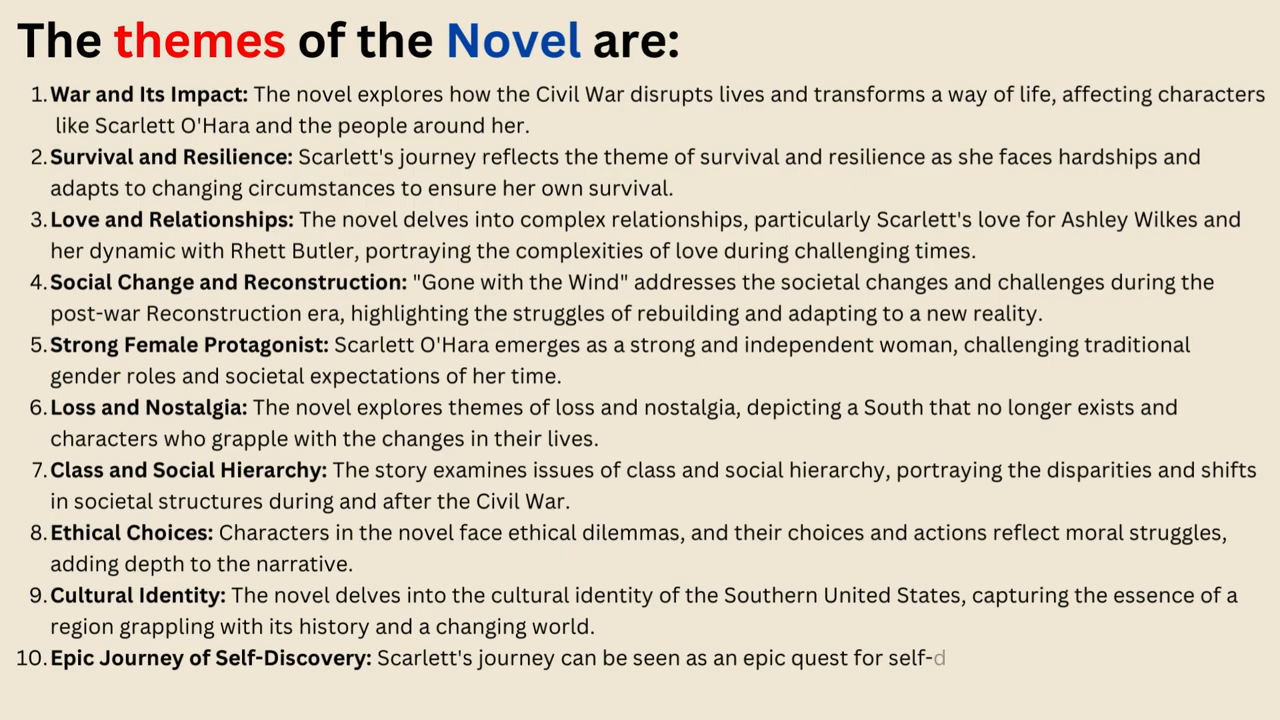 The themes of the Novel are:
1. War and Its Impact: The novel explores how the Civil War disrupts lives and transforms a way of life, affecting characters
like Scarlett O'Hara and the people around her.
2. Survival and Resilience: Scarlett's journey reflects the theme of survival and resilience as she faces hardships and
adapts to changing circumstances to ensure her own survival.
3. Love and Relationships: The novel delves into complex relationships, particularly Scarlett's love for Ashley Wilkes and
her dynamic with Rhett Butler, portraying the complexities of love during challenging times.
4. Social Change and Reconstruction: "Gone with the Wind" addresses the societal changes and challenges during the
post-war Reconstruction era, highlighting the struggles of rebuilding and adapting to a new reality.
5. Strong Female Protagonist: Scarlett O'Hara emerges as a strong and independent woman, challenging traditional
gender roles and societal expectations of her time.
6. Loss and Nostalgia: The novel explores themes of loss and nostalgia, depicting a South that no longer exists and
characters who grapple with the changes in their lives.
7. Class and Social Hierarchy: The story examines issues of class and social hierarchy, portraying the disparities and shifts
in societal structures during and after the Civil War.
8. Ethical Choices: Characters in the novel face ethical dilemmas, and their choices and actions reflect moral struggles,
adding depth to the narrative.
9. Cultural Identity: The novel delves into the cultural identity of the Southern United States, capturing the essence of a
region grappling with its history and a changing world.
10. Epic Journey of Self-Discovery: Scarlett's journey can be seen as an epic quest for self-d